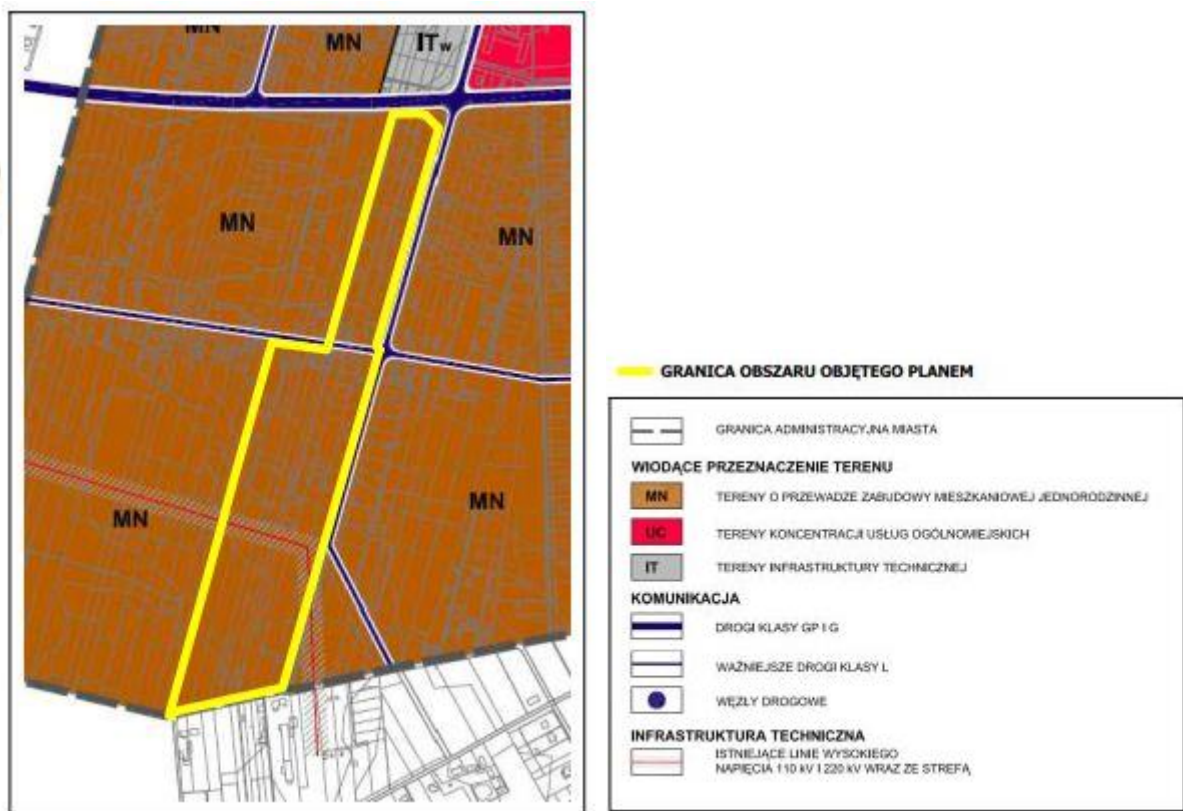 MN
MN
ITw
MN
MN
MN
MN
GRANICA OBSZARU OBJĘTEGO PLANEM
GRANICA ADMINISTRACYJNA MIASTA
WIODĄCE PRZEZNACZENIE TERENU
MN TERENY O PRZEWADZE ZABUDOWY MIESZKANIOWEJ JEDNORODZINNEJ
UC TERENY KONCENTRACJI USŁUG OGÓLNOMIEJSKICH
IT TERENY INFRASTRUKTURY TECHNICZNEJ
KOMUNIKACJA
DROGI KLASY GP I G
WAŻNIEJSZE DROGI KLASY L
WĘZŁY DROGOWE
INFRASTRUKTURA TECHNICZNA
ISTNIEJĄCE LINIE WYSOKIEGO
NAPIĘCIA 110 kV I 220 kV WRAZ ZE STREFĄ